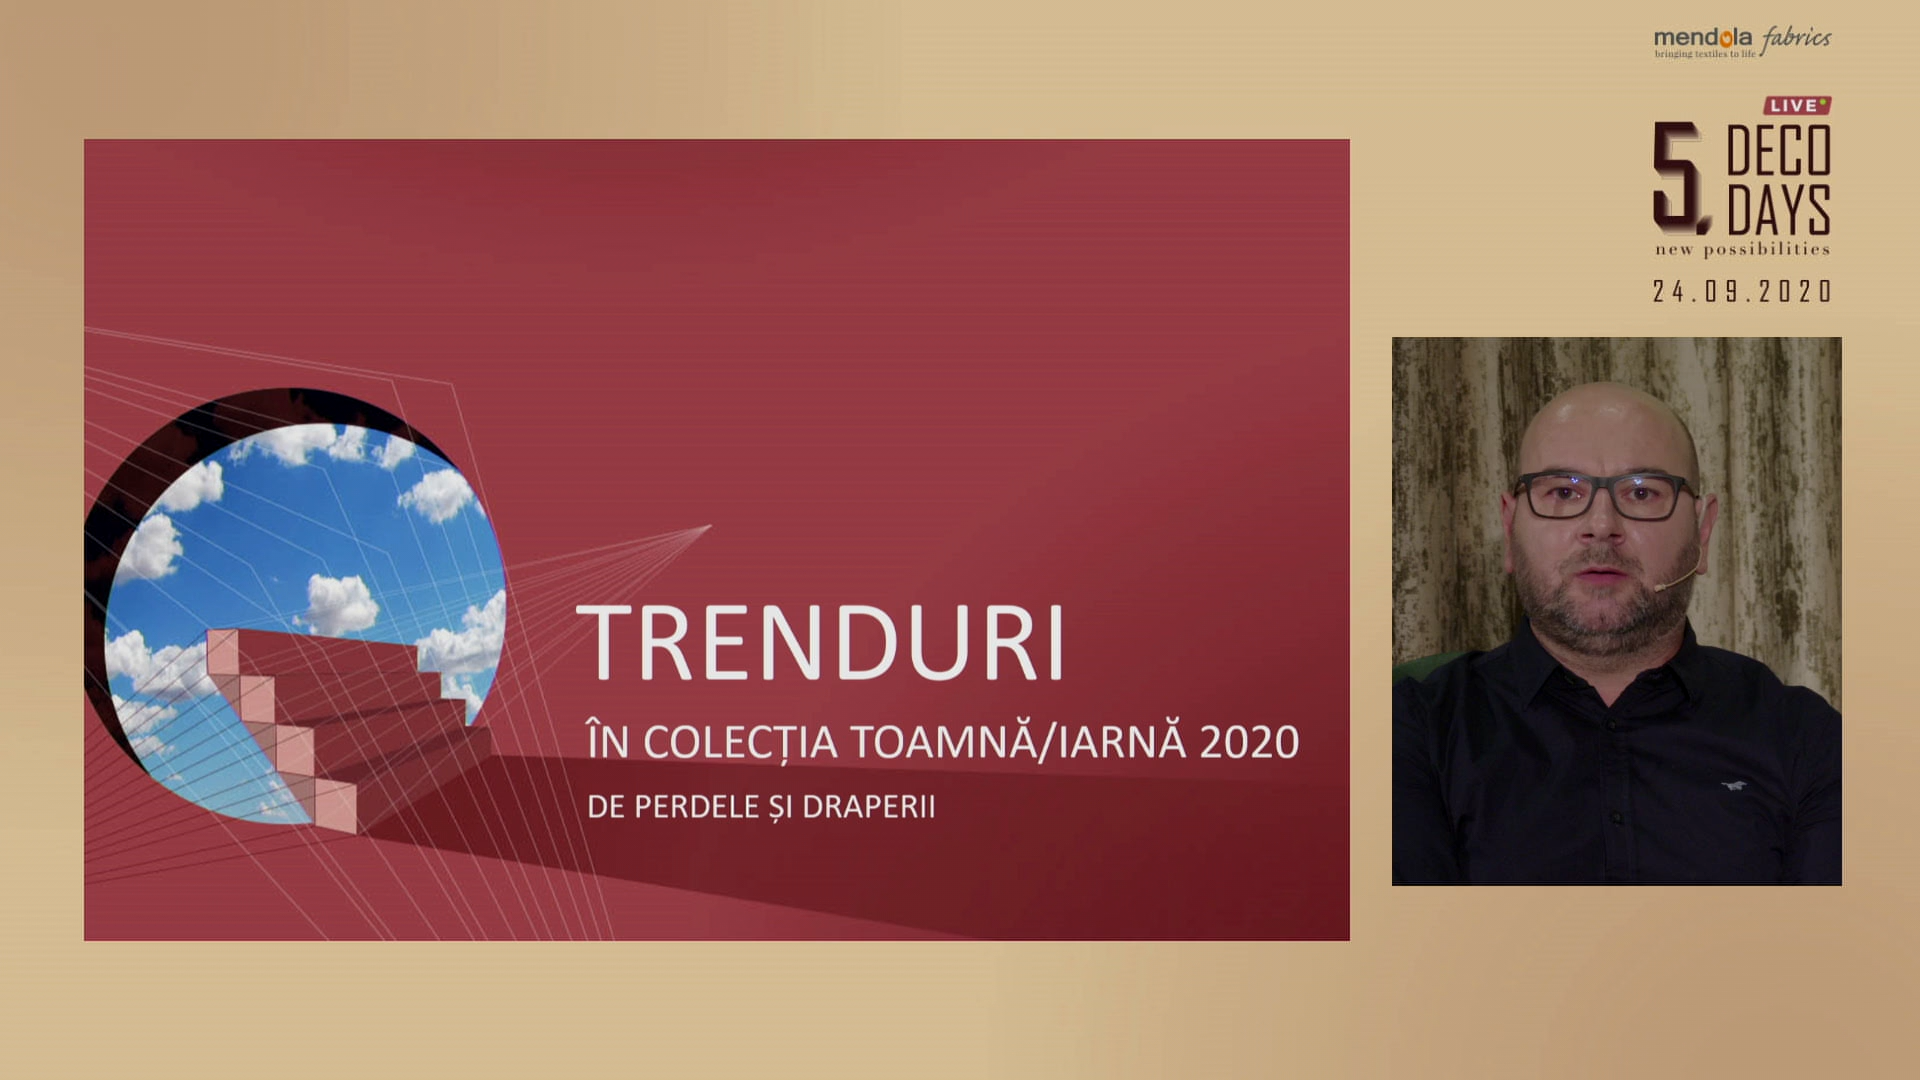 mendola fabrics
bringing textiles to life
LIVE
5. DECO
DAYS
new possibilities
24.09.2020
TRENDURI
ÎN COLECȚIA TOAMNĂ/IARNĂ 2020
DE PERDELE ȘI DRAPERII